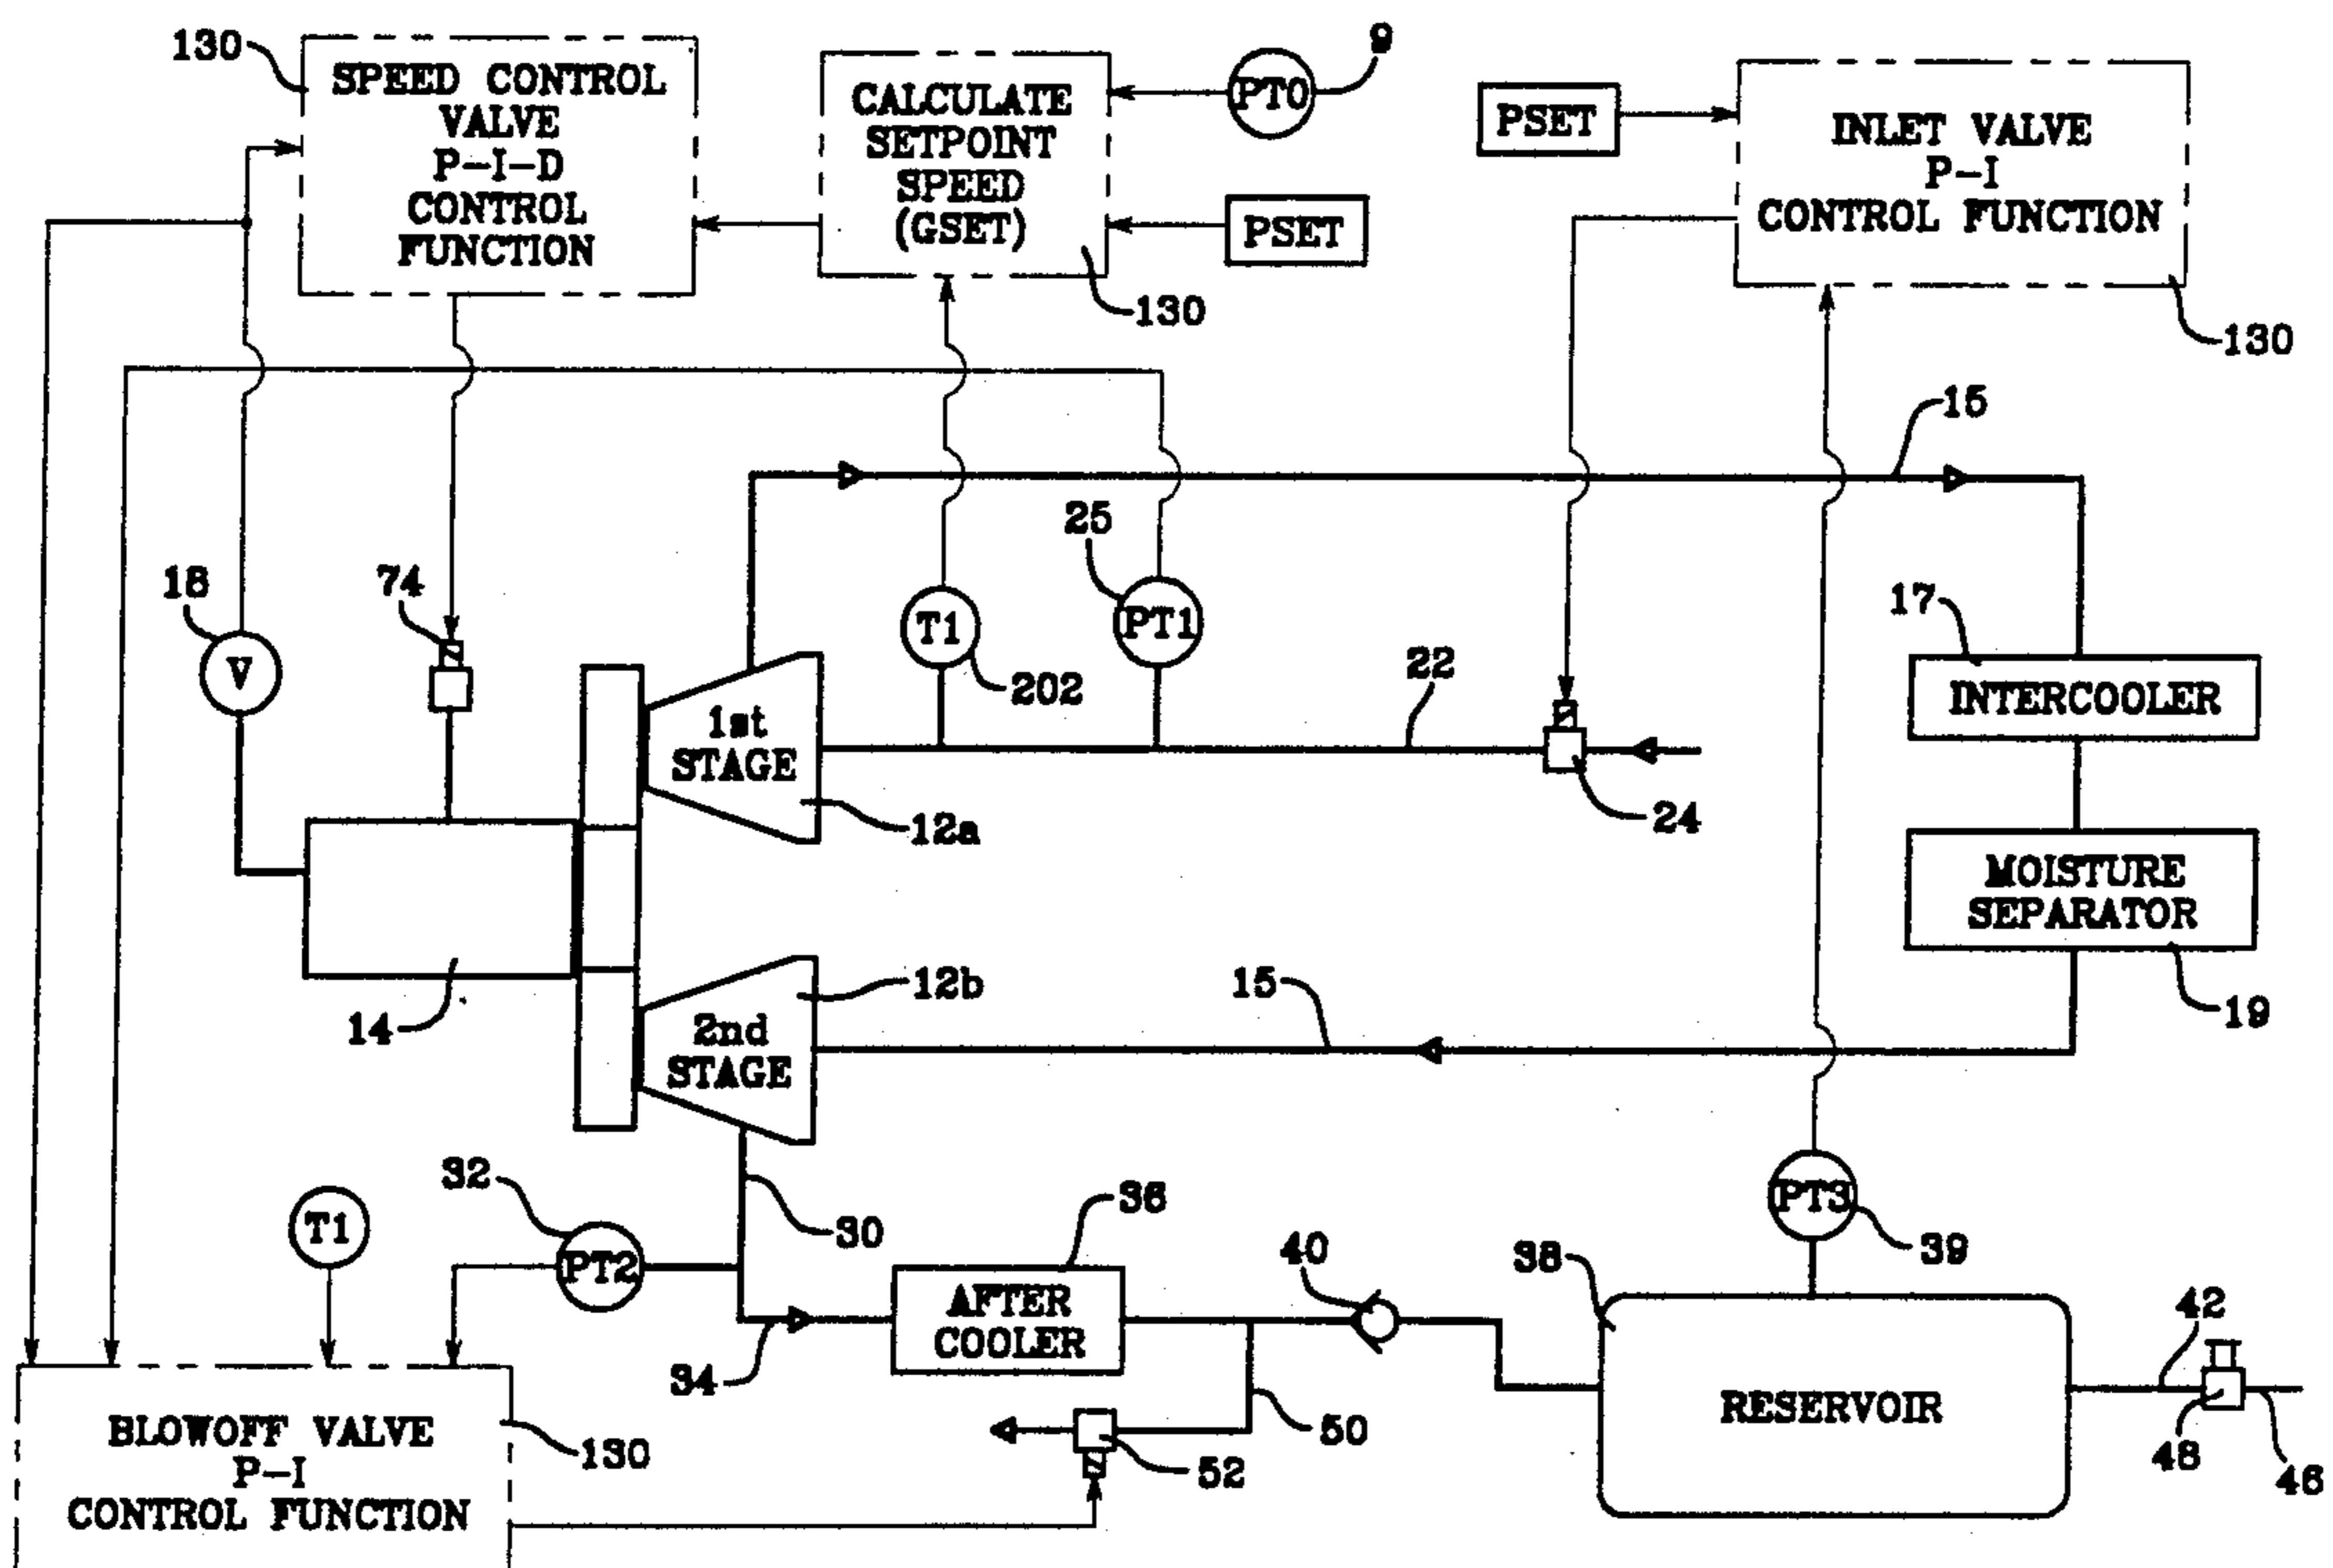 130
SPEED CONTROL
VALVE
P-I-D
CONTROL
FUNCTION
CALCULATE
SETPOINT
SPEED
(GSET)
130
PT0
9
PSET
PSET
INLET VALVE
P-I
CONTROL FUNCTION
130
15
18
V
74
T1
202
25
PT1
22
24
17
INTERCOOLER
1st
STAGE
12a
MOISTURE
SEPARATOR
19
14
12b
2nd
STAGE
15
32
PT2
T1
30
36
AFTER
COOLER
34
40
38
PT3
39
RESERVOIR
42
48
46
50
52
BLOWOFF VALVE
P-I
CONTROL FUNCTION
130